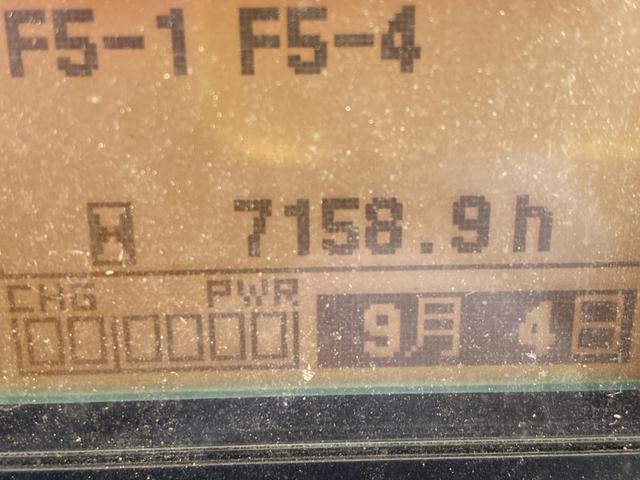 F5-1 F5-4
7158.9h
CHG PWR
9月 4日